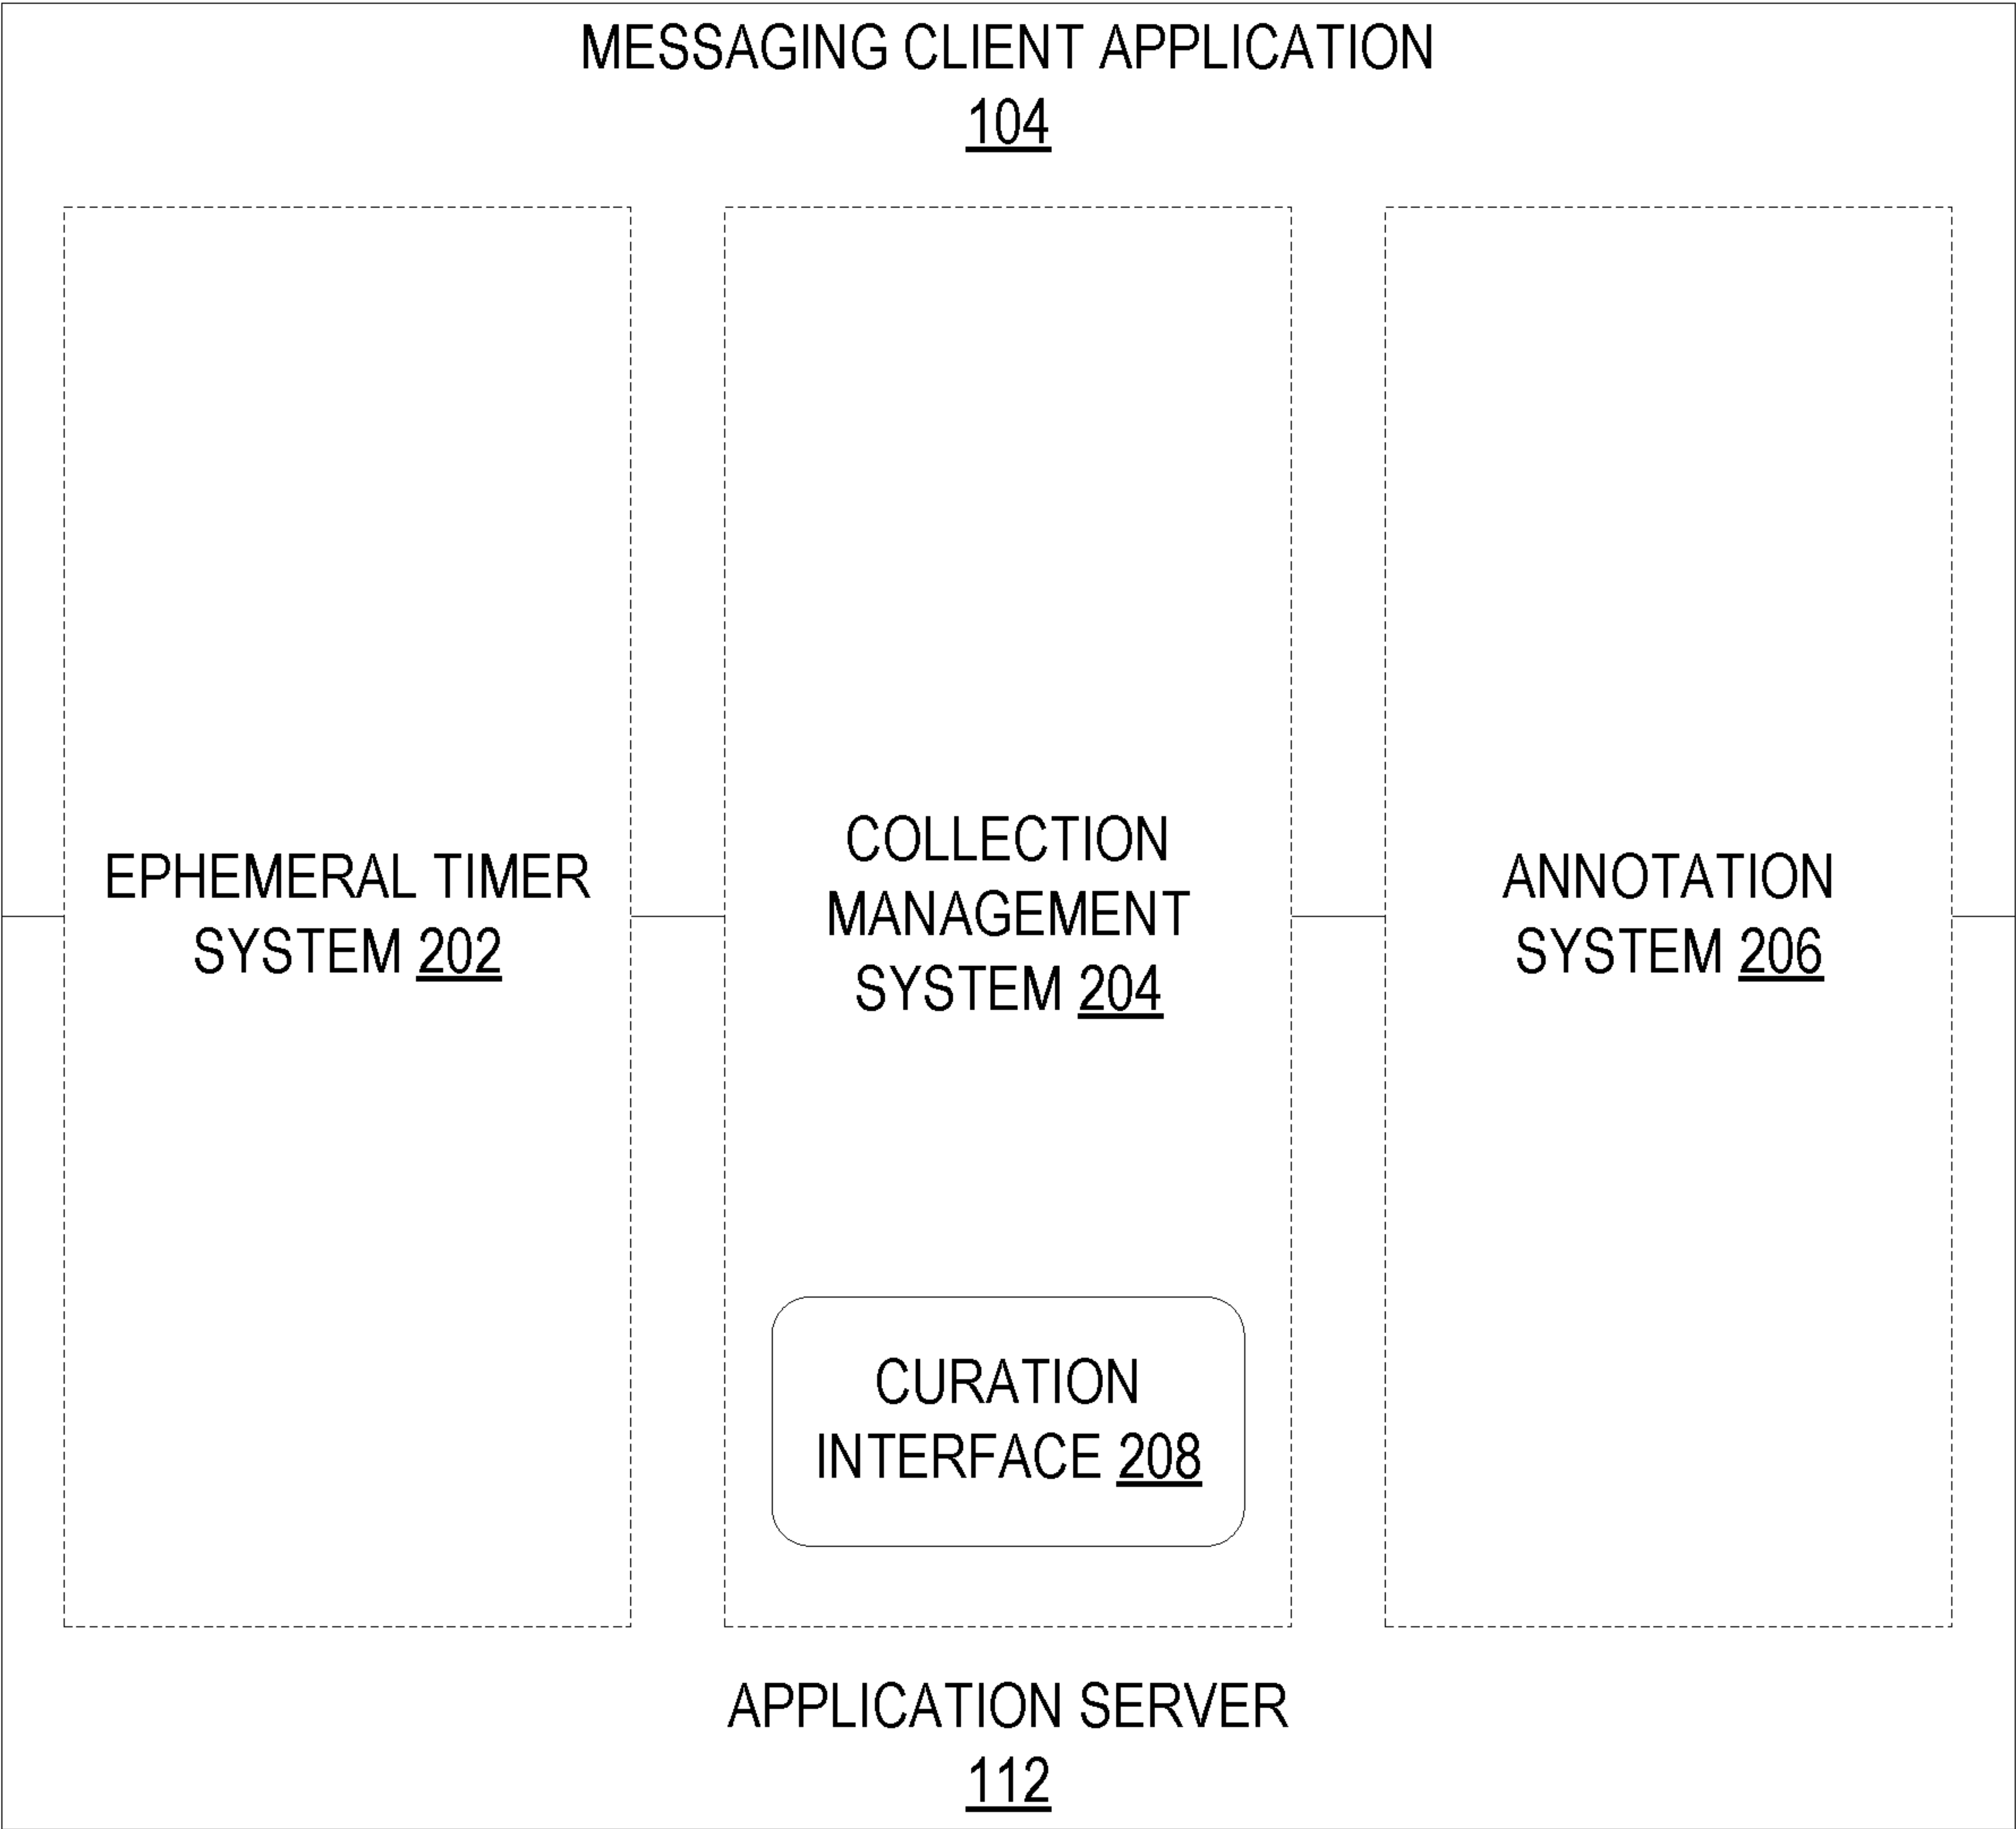 MESSAGING CLIENT APPLICATION
104
EPHEMERAL TIMER
SYSTEM 202
COLLECTION
MANAGEMENT
SYSTEM 204
ANNOTATION
SYSTEM 206
CURATION
INTERFACE 208
APPLICATION SERVER
112